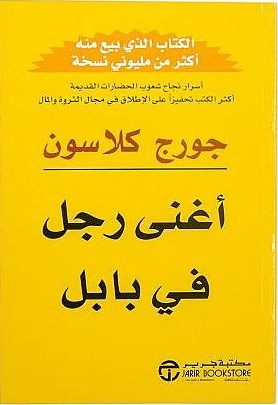 الكتاب الذي بيع منه
أكثر من مليوني نسخة
أسرار نجاح شعوب الحضارات القديمة
أكثر الكتب تحفيزاً على الإطلاق في مجال الثروة والمال
جورج كلاسون
أغنى رجل
في بابل
مكتبة جرير
JARIR BOOKSTORE